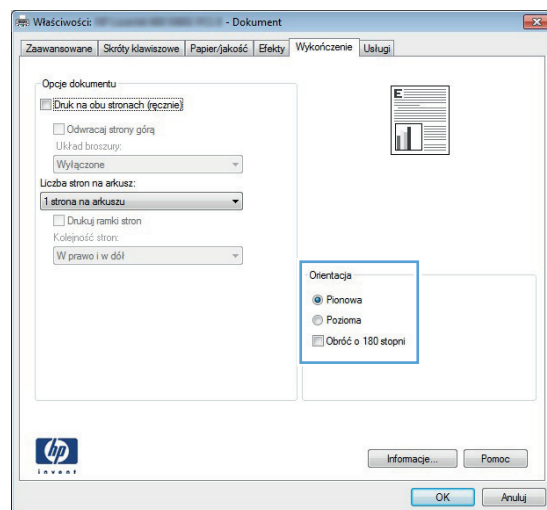 Właściwości: - Dokument
Zaawansowane Skróty klawiszowe Papier/jakość Efekty Wykończenie Usługi
Opcje dokumentu
Druk na obu stronach (ręcznie)
Odwracaj strony górą
Układ broszury:
Wyłączone
Liczba stron na arkusz:
1 strona na arkuszu
Drukuj ramki stron
Kolejność stron:
W prawo i w dół
E
Orientacja
Pionowa
Pozioma
Obróć o 180 stopni
hp
invent
Informacje... Pomoc
OK Anuluj